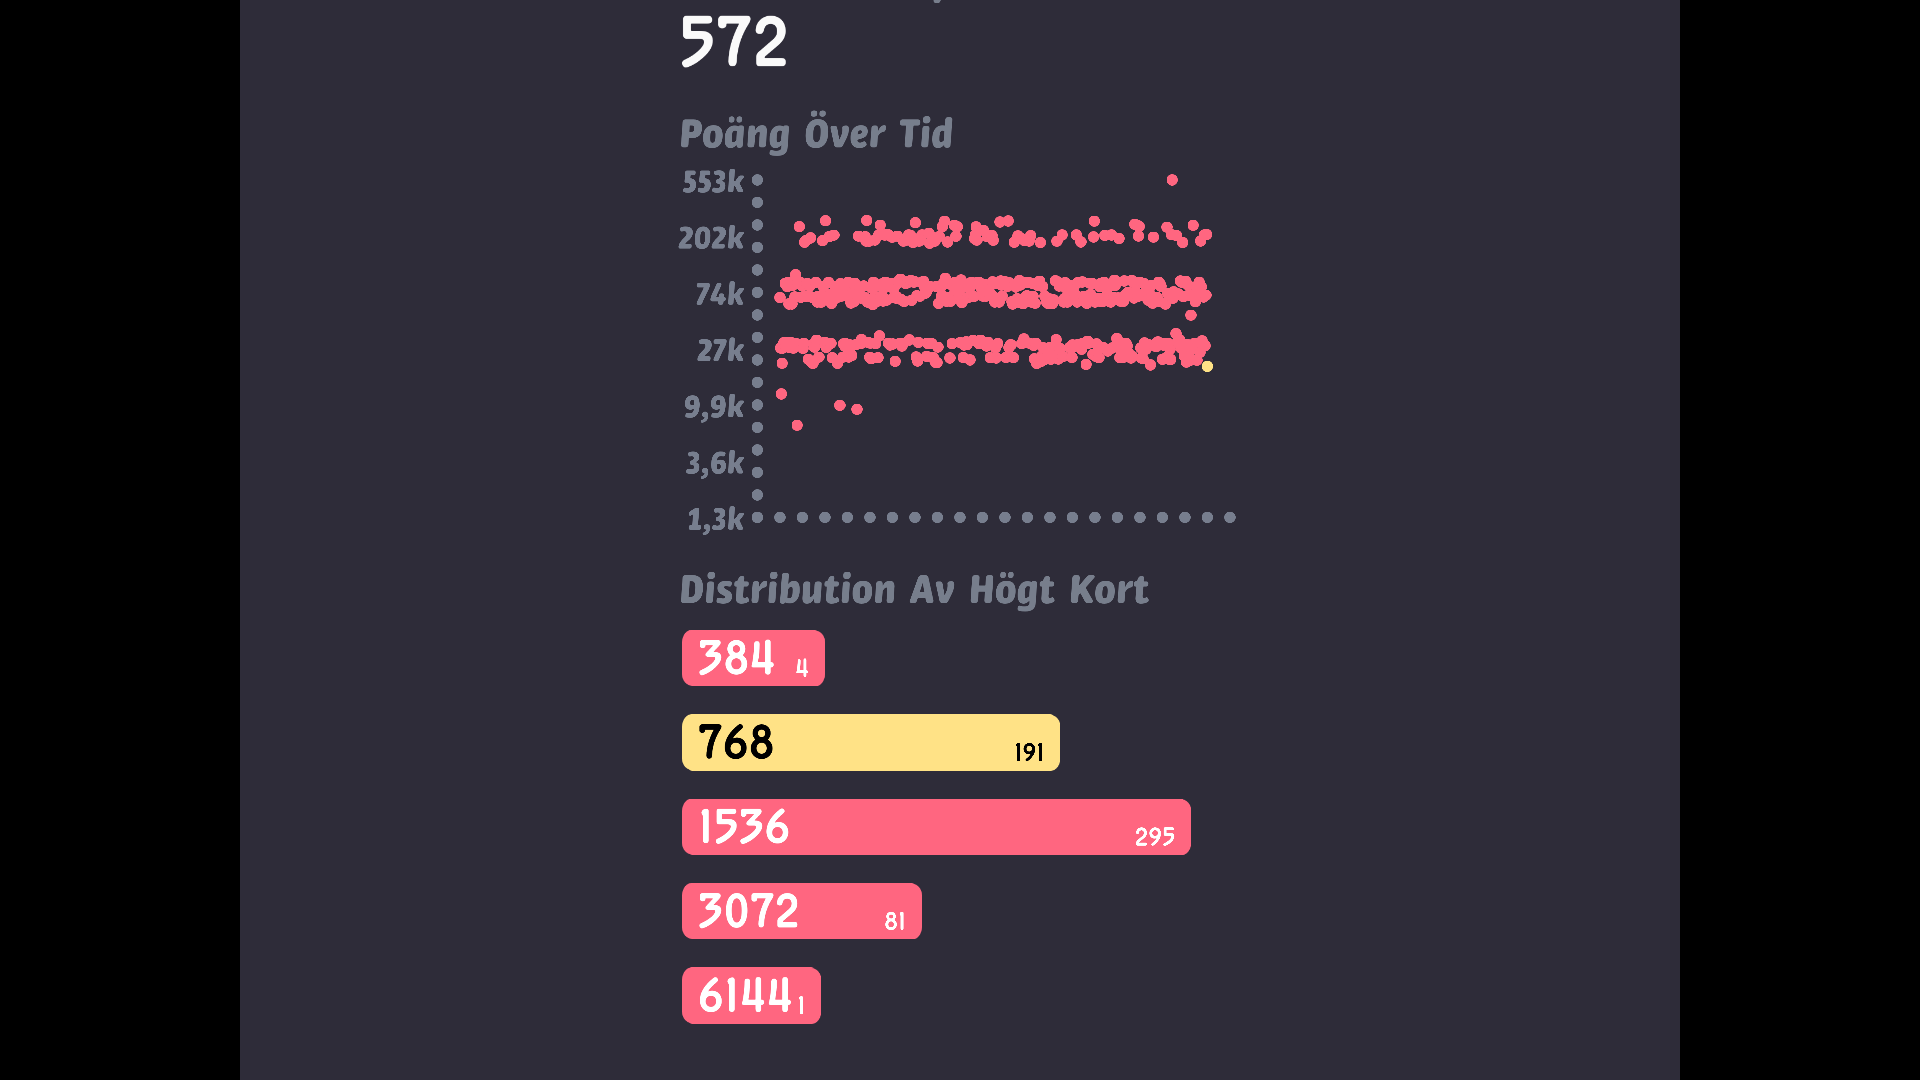 572
Poäng Över Tid
553k
202k
74k
27k
9,9k
3,6k
1,3k
Distribution Av Högt Kort
384 4
768 191
1536 295
3072 81
6144 1